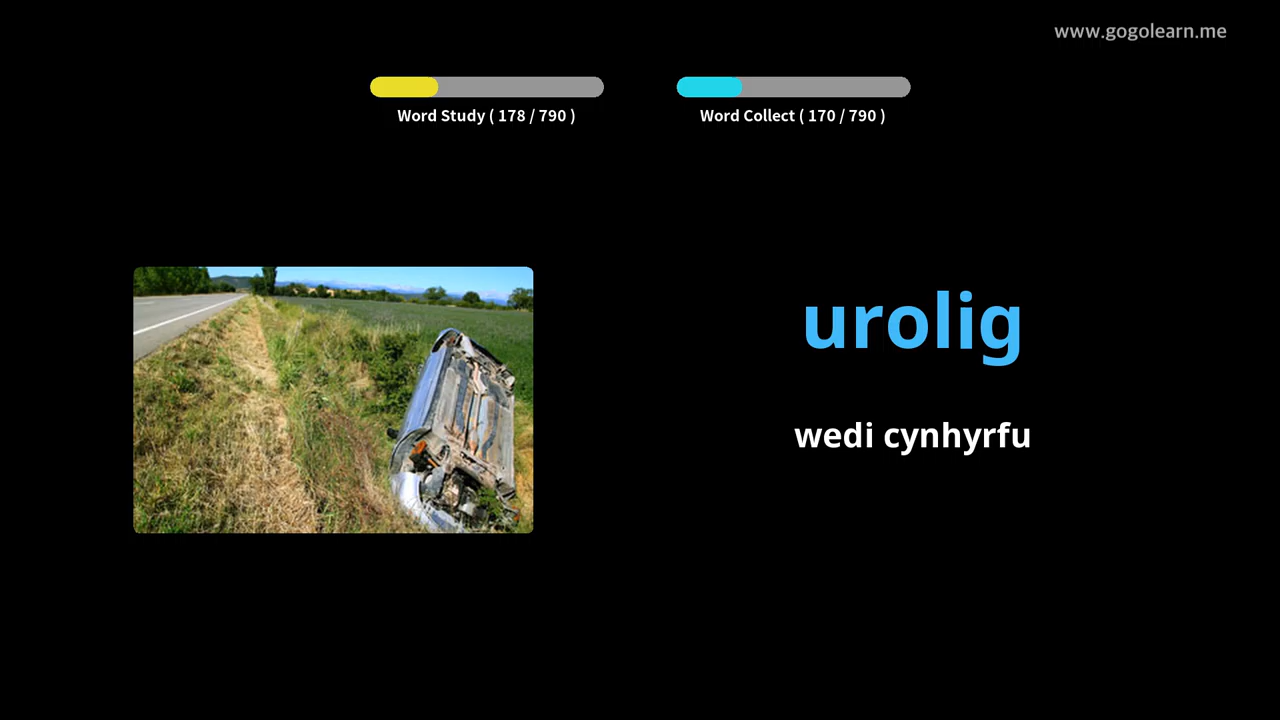 www.gogolearn.me
Word Study ( 178 / 790 )
Word Collect ( 170 / 790 )
urolig
wedi cynhyrfu